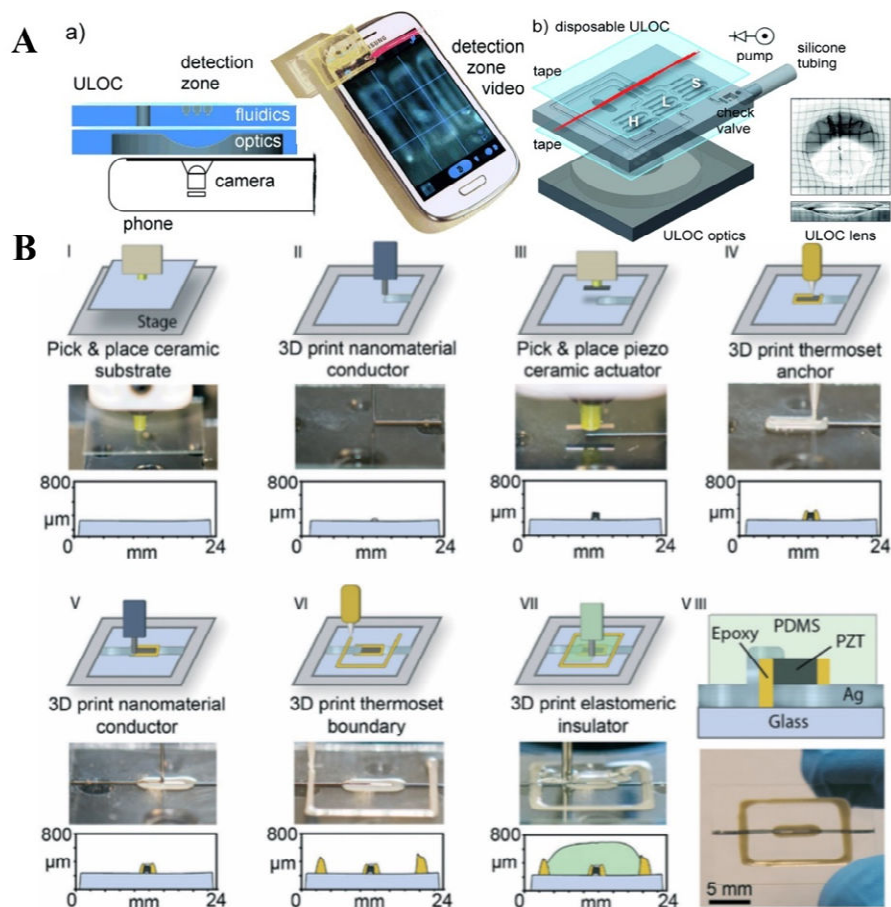 A
a)
ULOC
detection
zone
fluidics
optics
camera
phone
SAMSUNG
detection
zone
video
b) disposable ULOC
pump
silicone
tubing
tape
S
L
H
check
valve
tape
ULOC optics
ULOC lens
B
I
Stage
Pick & place ceramic
substrate
800
µm
0
mm
24
II
3D print nanomaterial
conductor
800
µm
0
mm
24
III
Pick & place piezo
ceramic actuator
800
µm
0
mm
24
IV
3D print thermoset
anchor
800
µm
0
mm
24
V
3D print nanomaterial
conductor
800
µm
0
mm
24
VI
3D print thermoset
boundary
800
µm
0
mm
24
VII
3D print elastomeric
insulator
800
µm
0
mm
24
V III
PDMS
Epoxy
PZT
Ag
Glass
5 mm